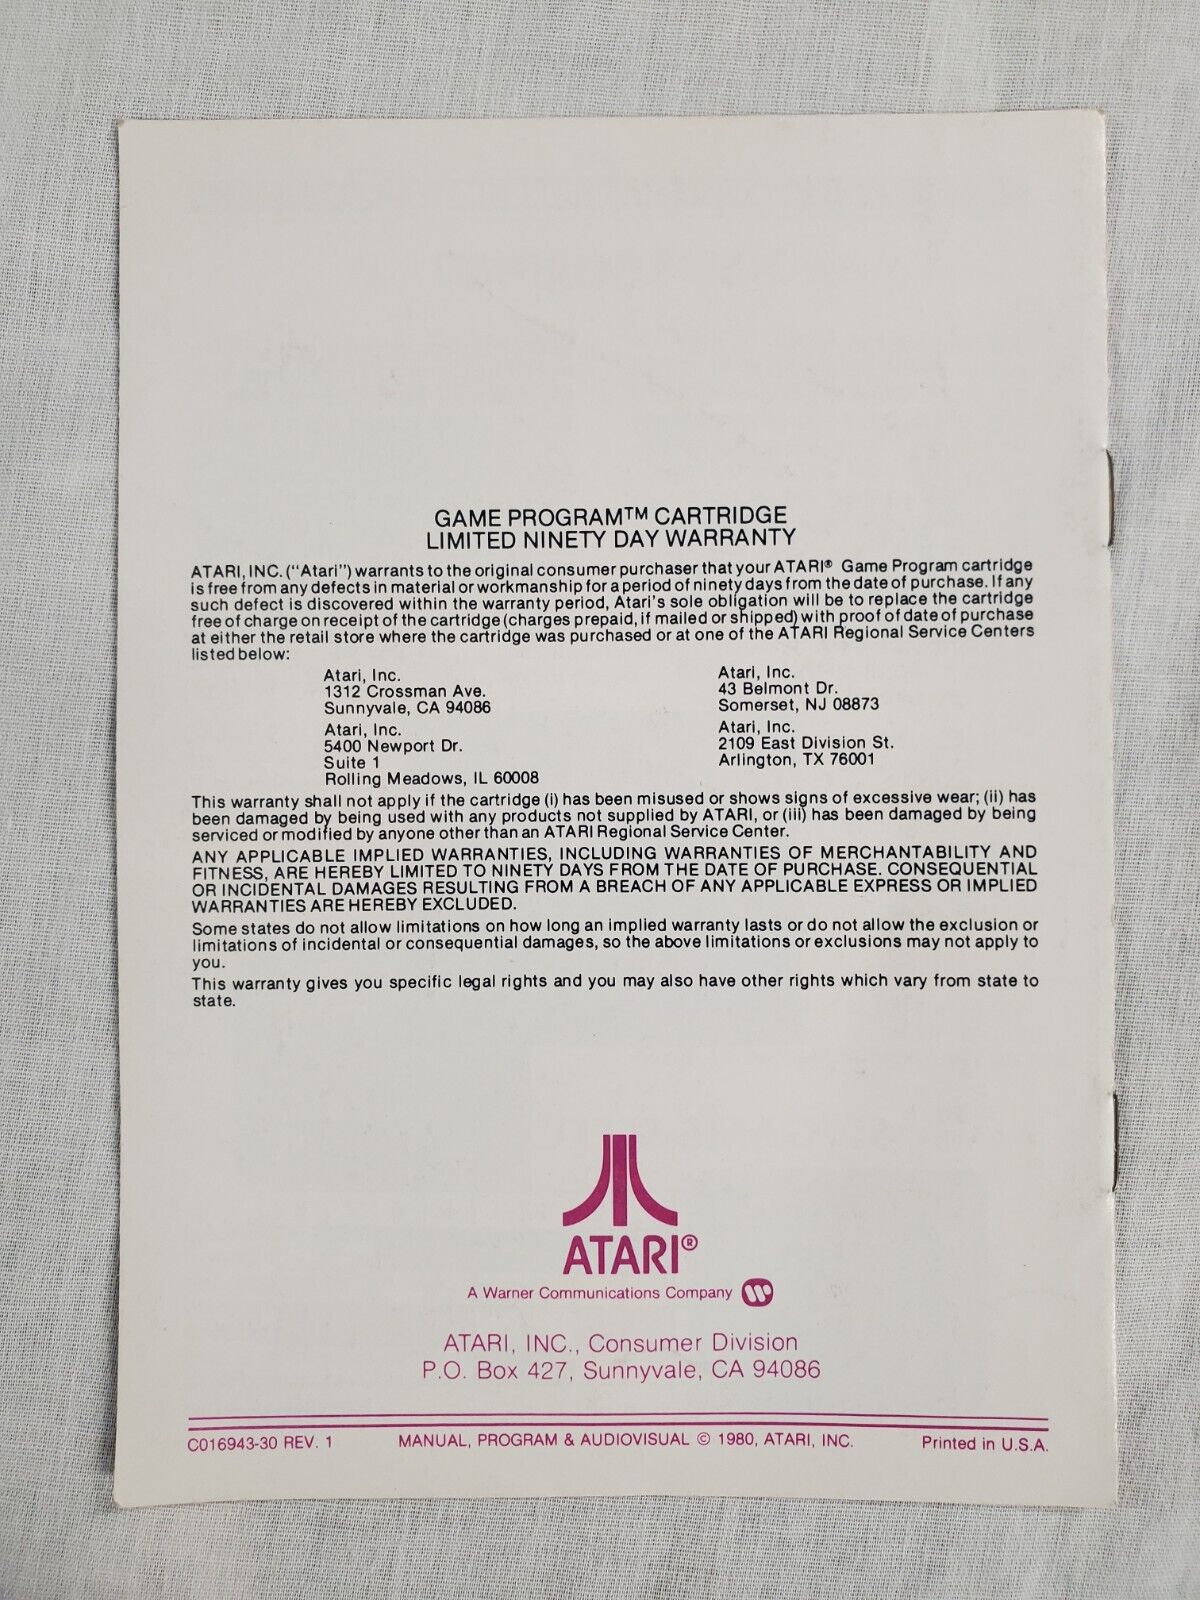 GAME PROGRAM™ CARTRIDGE
LIMITED NINETY DAY WARRANTY
ATARI, INC. ("Atari") warrants to the original consumer purchaser that your ATARI® Game Program cartridge
is free from any defects in material or workmanship for a period of ninety days from the date of purchase. If any
such defect is discovered within the warranty period, Atari's sole obligation will be to replace the cartridge
free of charge on receipt of the cartridge (charges prepaid, if mailed or shipped) with proof of date of purchase
at either the retail store where the cartridge was purchased or at one of the ATARI Regional Service Centers
listed below:
Atari, Inc.
1312 Crossman Ave.
Sunnyvale, CA 94086
Atari, Inc.
5400 Newport Dr.
Suite 1
Rolling Meadows, IL 60008
Atari, Inc.
43 Belmont Dr.
Somerset, NJ 08873
Atari, Inc.
2109 East Division St.
Arlington, TX 76001
This warranty shall not apply if the cartridge (i) has been misused or shows signs of excessive wear; (ii) has
been damaged by being used with any products not supplied by ATARI, or (iii) has been damaged by being
serviced or modified by anyone other than an ATARI Regional Service Center.
ANY APPLICABLE IMPLIED WARRANTIES, INCLUDING WARRANTIES OF MERCHANTABILITY AND
FITNESS, ARE HEREBY LIMITED TO NINETY DAYS FROM THE DATE OF PURCHASE. CONSEQUENTIAL
OR INCIDENTAL DAMAGES RESULTING FROM A BREACH OF ANY APPLICABLE EXPRESS OR IMPLIED
WARRANTIES ARE HEREBY EXCLUDED.
Some states do not allow limitations on how long an implied warranty lasts or do not allow the exclusion or
limitations of incidental or consequential damages, so the above limitations or exclusions may not apply to
you.
This warranty gives you specific legal rights and you may also have other rights which vary from state to
state.
ATARI®
A Warner Communications Company
ATARI, INC., Consumer Division
P.O. Box 427, Sunnyvale, CA 94086
C016943-30 REV. 1 MANUAL, PROGRAM & AUDIOVISUAL © 1980, ATARI, INC. Printed in U.S.A.